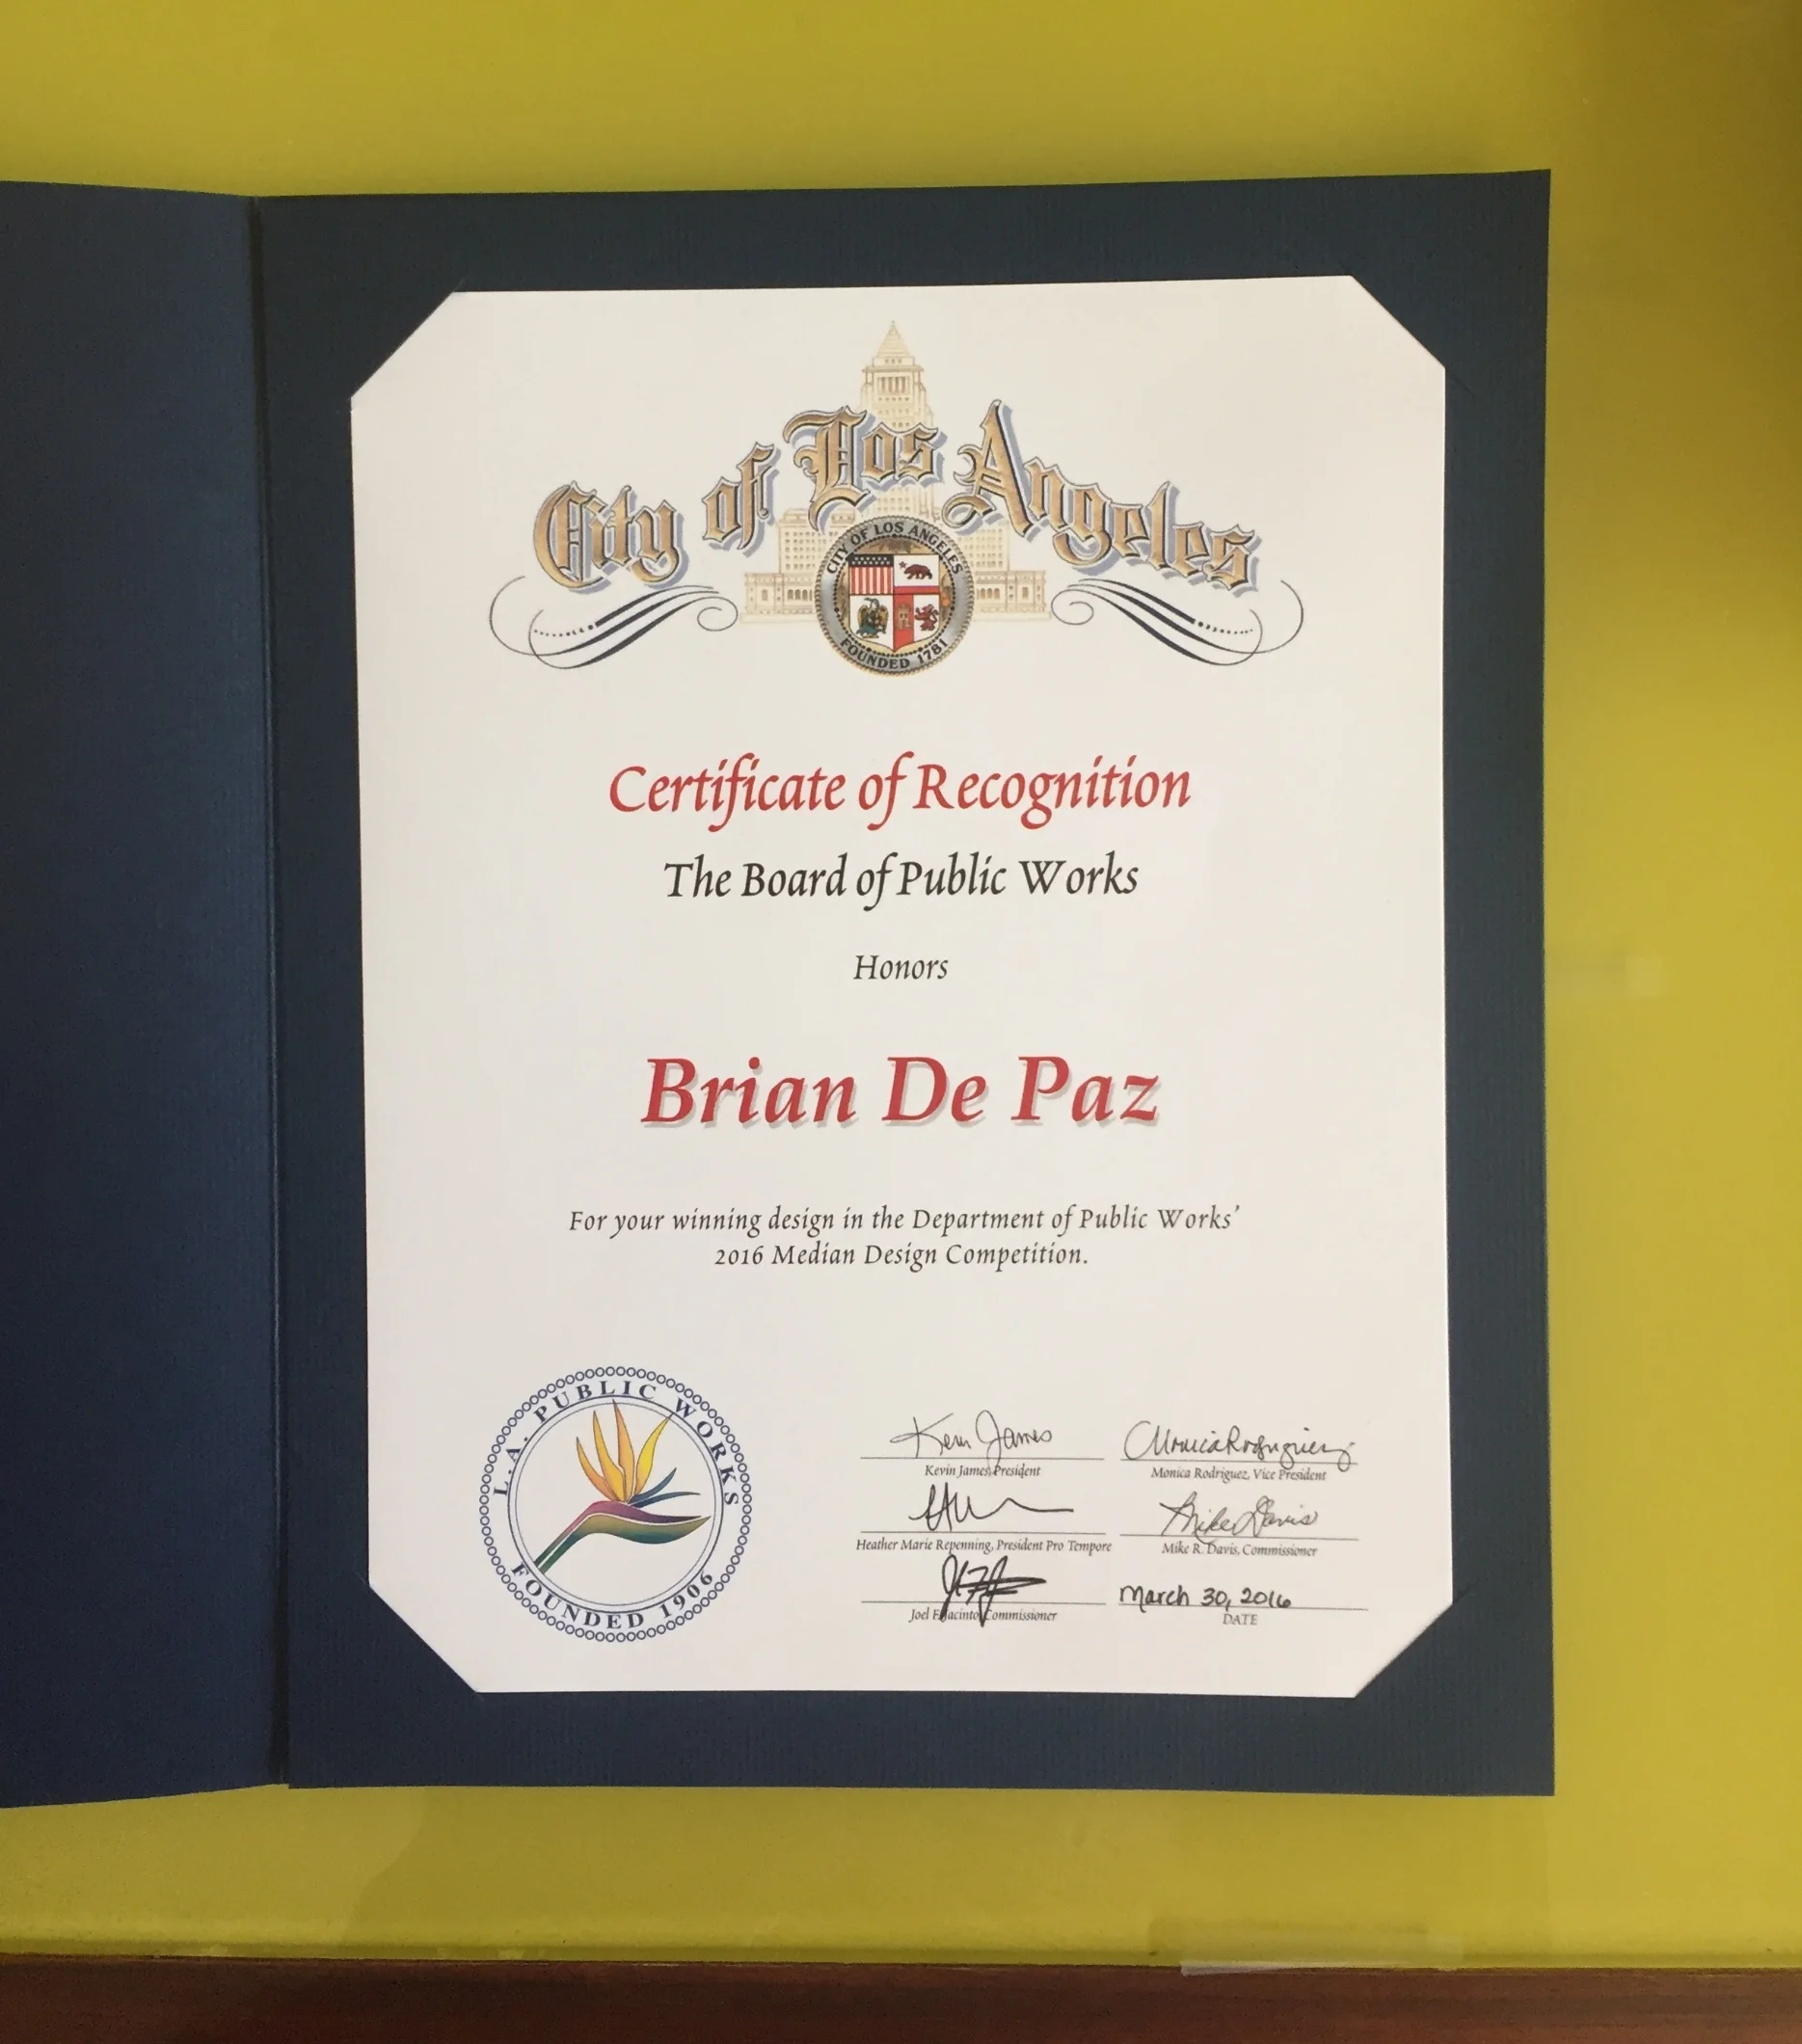 City of Los Angeles
CITY OF LOS ANGELES
FOUNDED 1781
Certificate of Recognition
The Board of Public Works
Honors
Brian De Paz
For your winning design in the Department of Public Works'
2016 Median Design Competition.
L.A. PUBLIC WORKS
FOUNDED 1906
Kevin James Monica Rodriguez
Kevin James, President Monica Rodriguez, Vice President
Mike Davis
Heather Marie Repenning, President Pro Tempore Mike R. Davis, Commissioner
March 30, 2016
Joel F. Jacinto, Commissioner DATE